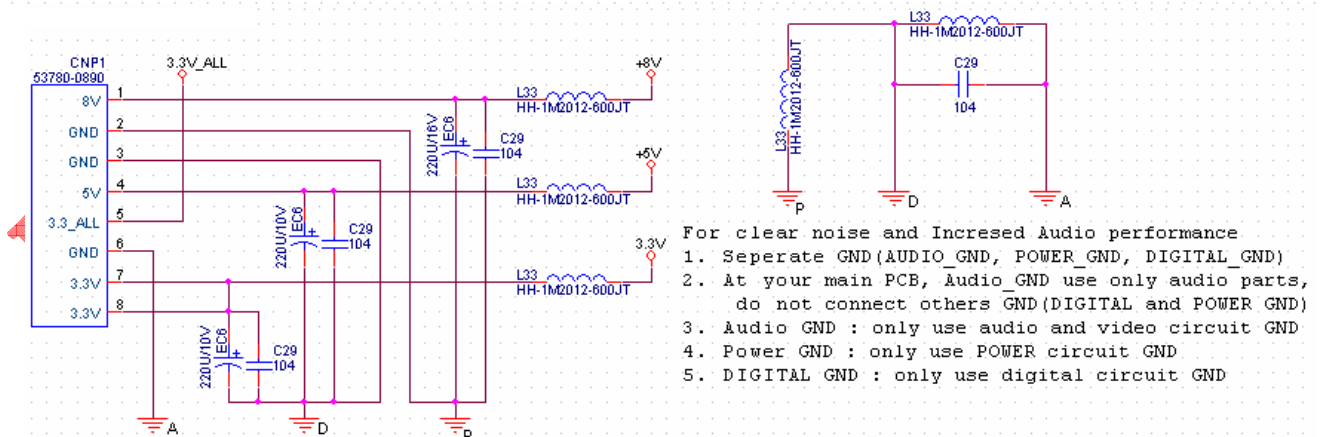 CNP1
53780-0890
3.3V_ALL
8V 1
GND 2
GND 3
5V 4
3.3_ALL 5
GND 6
3.3V 7
3.3V 8
+8V
L33
HH-1M2012-600JT
220U/16V
EC6
+
C29
104
+5V
L33
HH-1M2012-600JT
220U/10V
EC6
+
C29
104
3.3V
L33
HH-1M2012-600JT
220U/10V
EC6
+
C29
104
A
D
P
L33
HH-1M2012-600JT
L33
HH-1M2012-600JT
C29
104
P
D
A
For clear noise and Incresed Audio performance
1. Seperate GND(AUDIO_GND, POWER_GND, DIGITAL_GND)
2. At your main PCB, Audio_GND use only audio parts,
do not connect others GND(DIGITAL and POWER GND)
3. Audio GND : only use audio and video circuit GND
4. Power GND : only use POWER circuit GND
5. DIGITAL GND : only use digital circuit GND